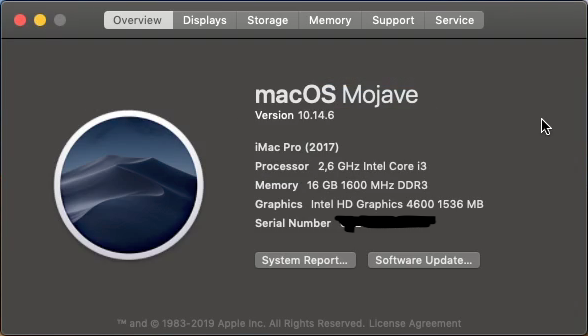 Overview Displays Storage Memory Support Service
macOS Mojave
Version 10.14.6
iMac Pro (2017)
Processor 2,6 GHz Intel Core i3
Memory 16 GB 1600 MHz DDR3
Graphics Intel HD Graphics 4600 1536 MB
Serial Number
System Report... Software Update...
™ and © 1983-2019 Apple Inc. All Rights Reserved. License Agreement